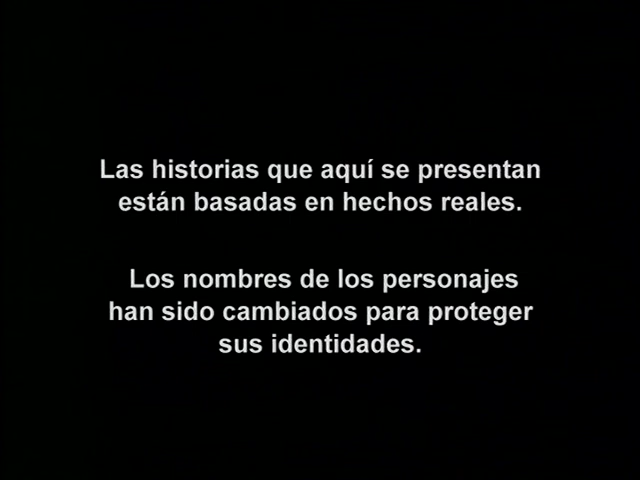 Las historias que aquí se presentan
están basadas en hechos reales.
Los nombres de los personajes
han sido cambiados para proteger
sus identidades.